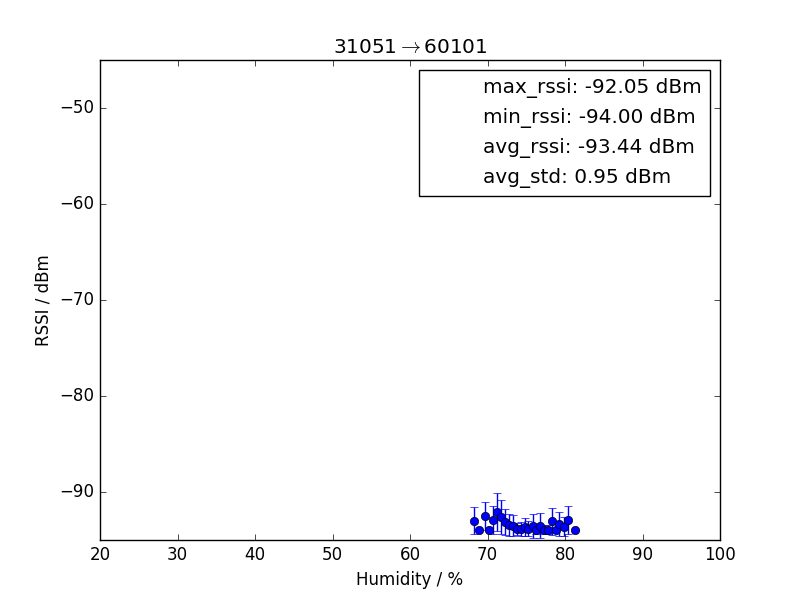 31051→60101
max_rssi: -92.05 dBm
min_rssi: -94.00 dBm
avg_rssi: -93.44 dBm
avg_std: 0.95 dBm
RSSI / dBm
−50
−60
−70
−80
−90
20 30 40 50 60 70 80 90 100
Humidity / %